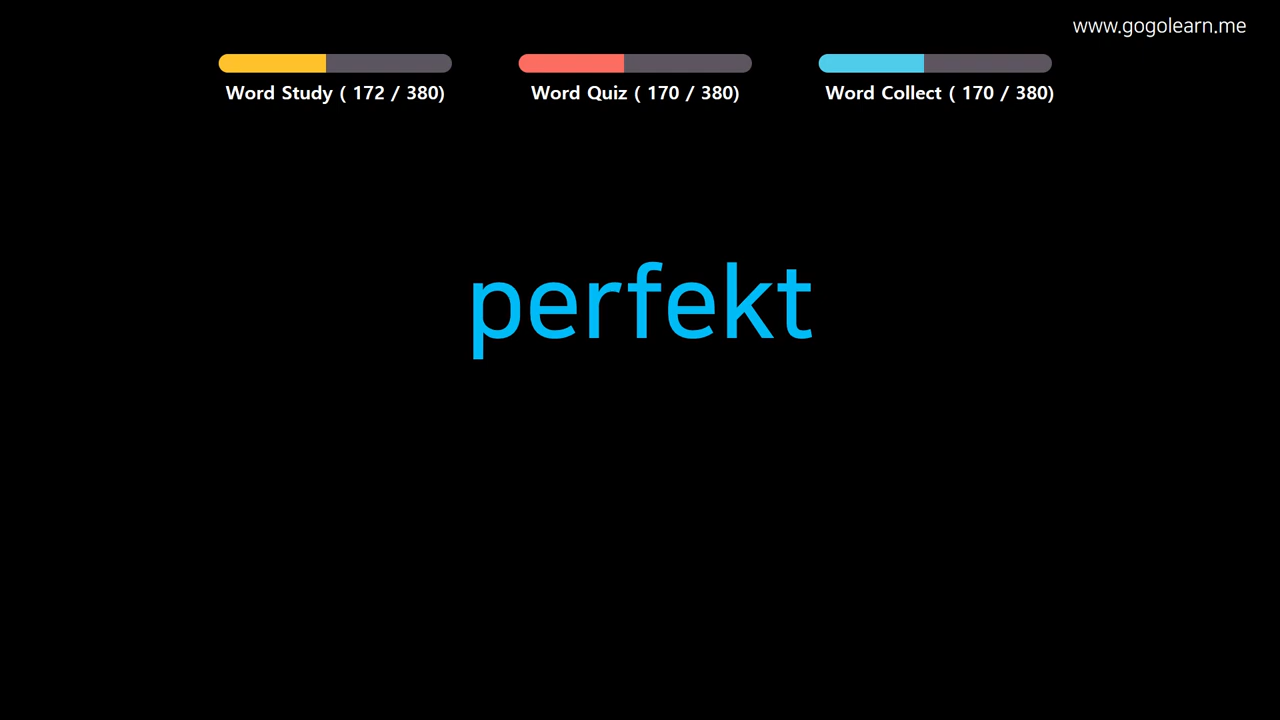 www.gogolearn.me
Word Study ( 172 / 380)
Word Quiz ( 170 / 380)
Word Collect ( 170 / 380)
perfekt